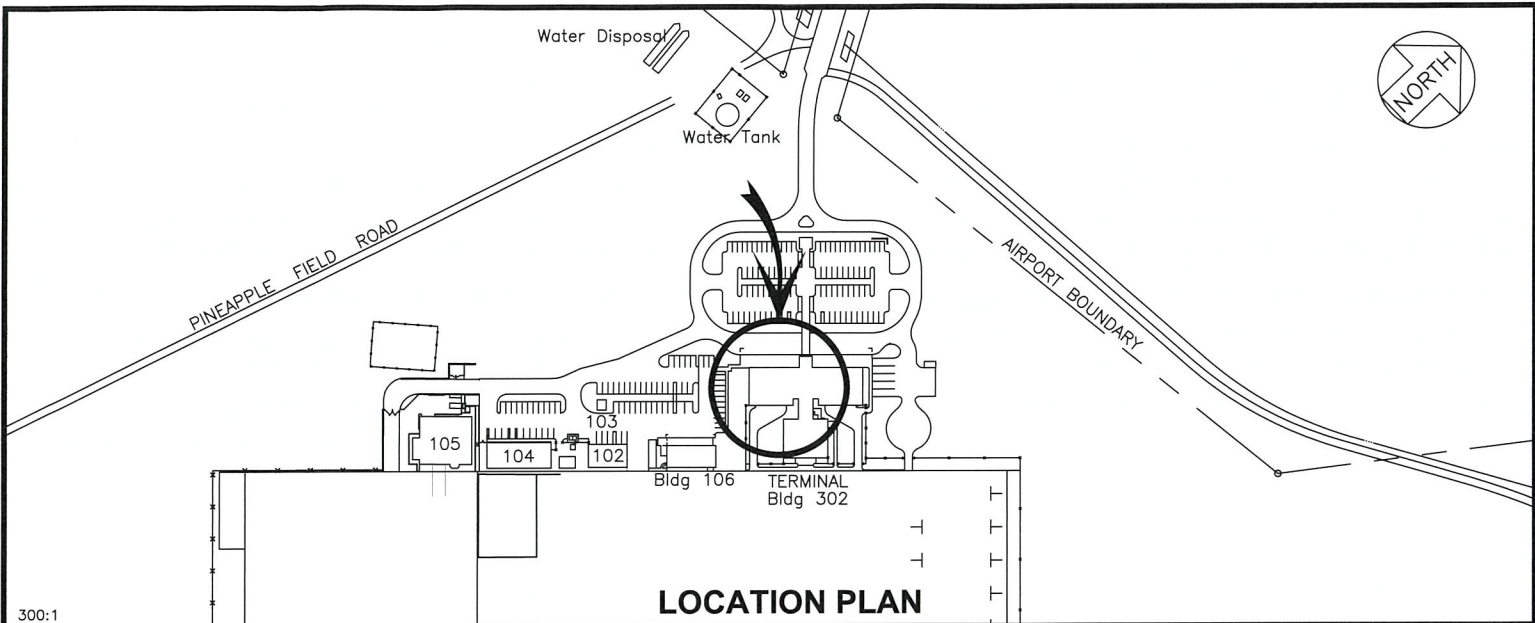 Water Disposal
NORTH
Water Tank
PINEAPPLE FIELD ROAD
AIRPORT BOUNDARY
103
105
104
102
Bldg 106
TERMINAL
Bldg 302
LOCATION PLAN
300:1